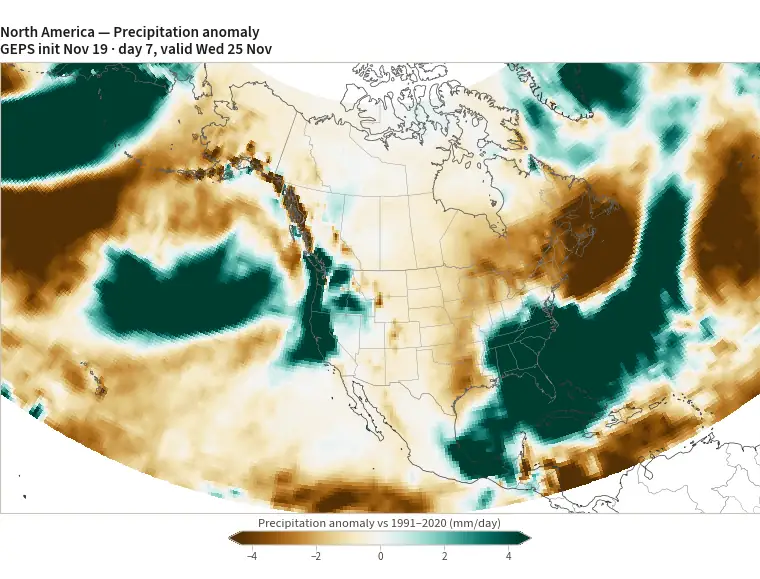 North America — Precipitation anomaly
GEPS init Nov 19 · day 7, valid Wed 25 Nov
Precipitation anomaly vs 1991–2020 (mm/day)
−4 −2 0 2 4